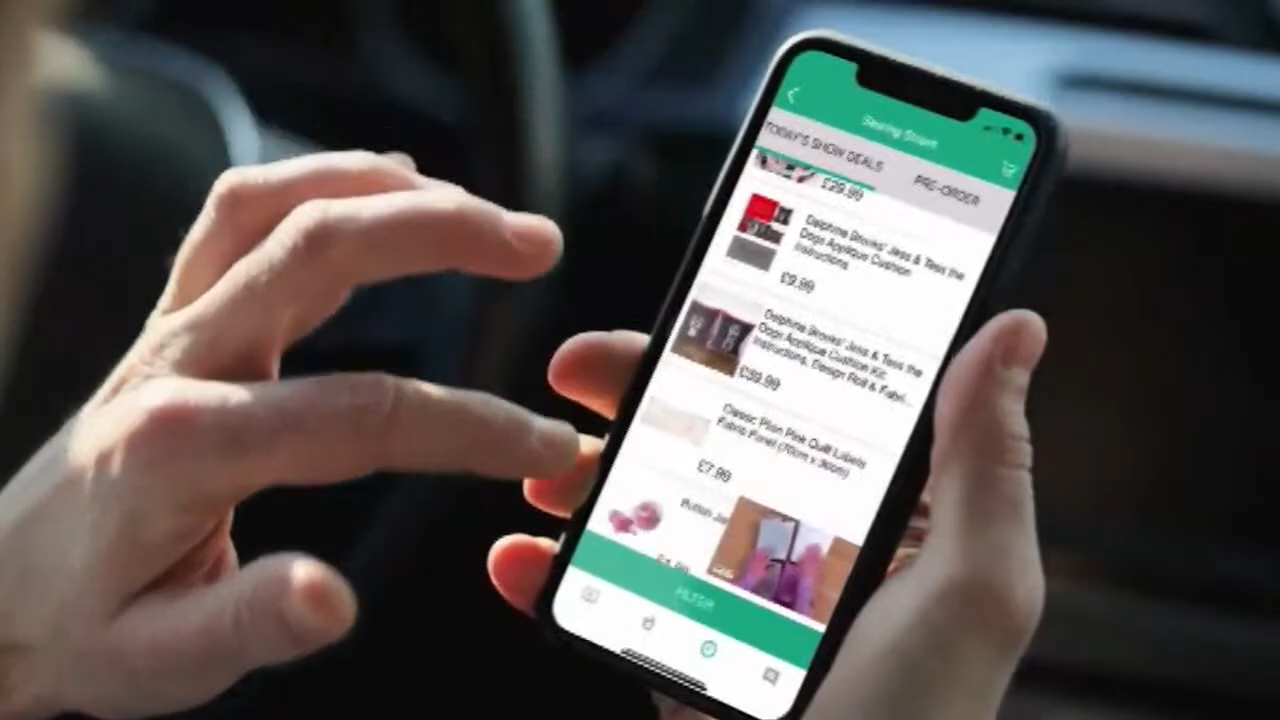 Sewing Street
TODAY'S SHOW DEALS
PRE-ORDER
£29.99
Delphine Brooks' Jess & Tess the
Dogs Applique Cushion
Instructions
£9.99
Delphine Brooks' Jess & Tess the
Dogs Applique Cushion Kit:
Instructions, Design Roll & Fabri...
£39.99
Classic Plain Pink Quilt Labels
Fabric Panel (70cm x
£7.99
Button
FILTER